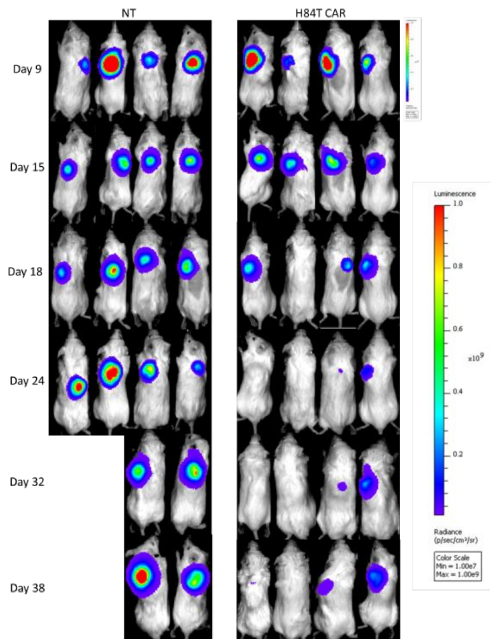 NT H84T CAR
Day 9
Day 15
Day 18
Day 24
Day 32
Day 38
Luminescence
1.0
0.8
0.6
x10^9
0.4
0.2
Radiance
(p/sec/cm²/sr)
Color Scale
Min = 1.00e7
Max = 1.00e9